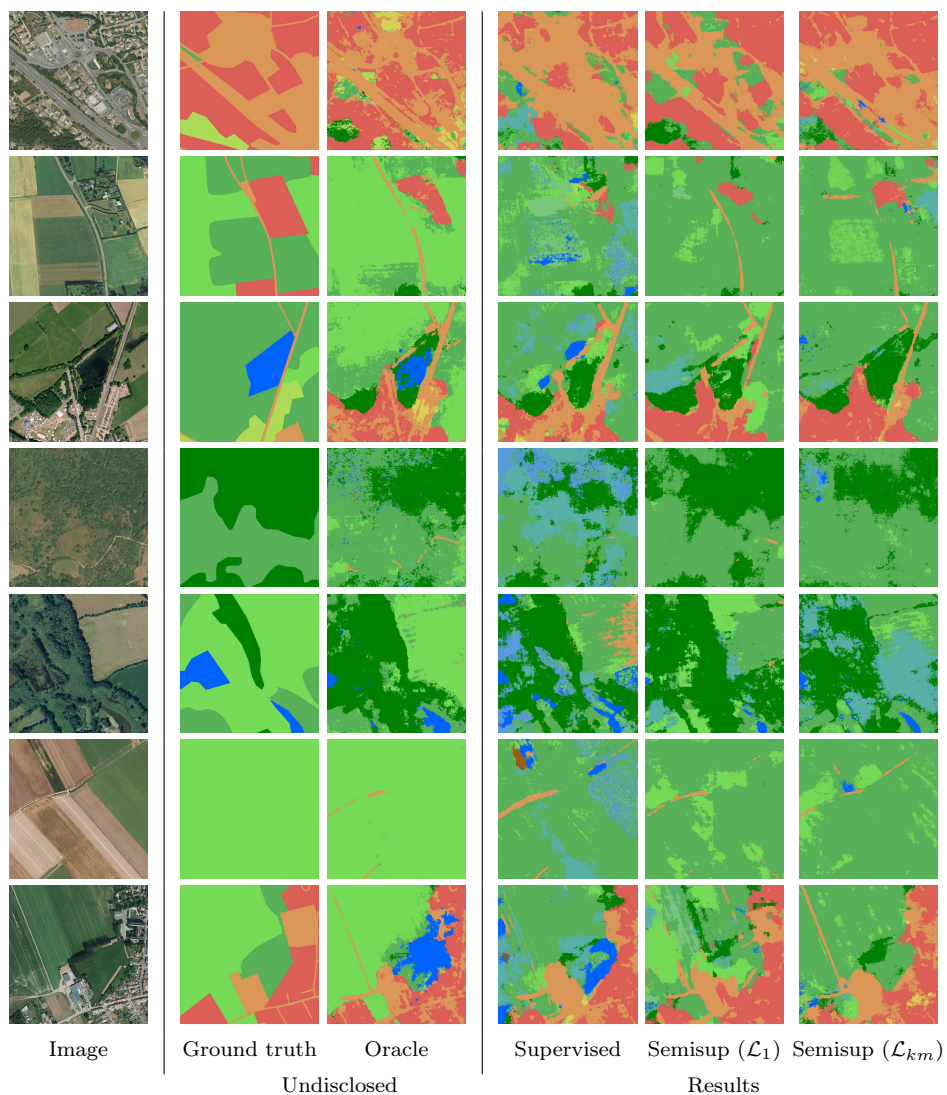 Image Ground truth Oracle Supervised Semisup (ℒ₁) Semisup (ℒₖₘ)
Undisclosed Results